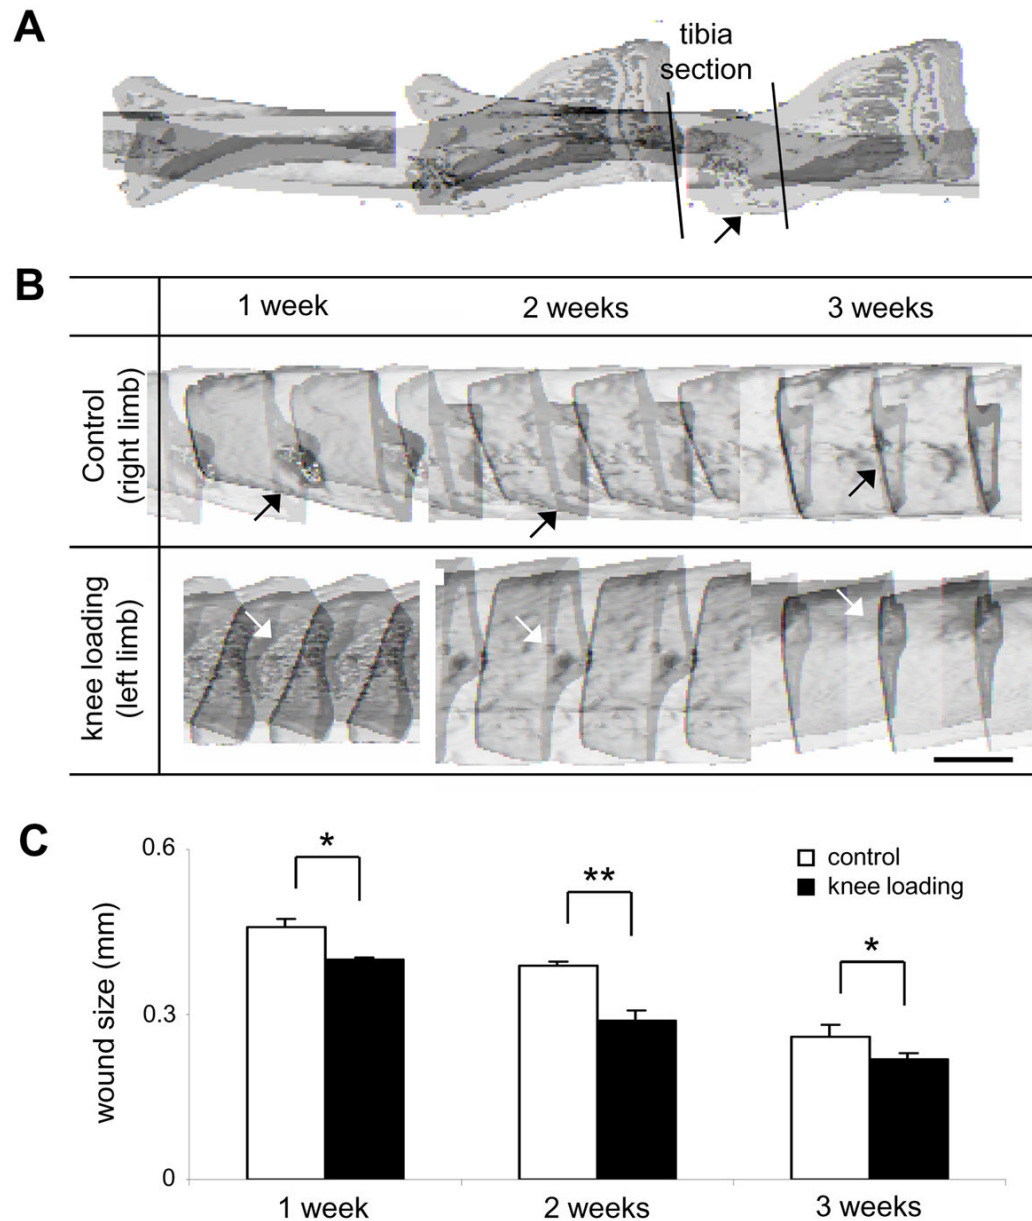 A
tibia
section
B
1 week
2 weeks
3 weeks
Control
(right limb)
knee loading
(left limb)
C
wound size (mm)
0.6
0.3
0
*
**
*
control
knee loading
1 week
2 weeks
3 weeks